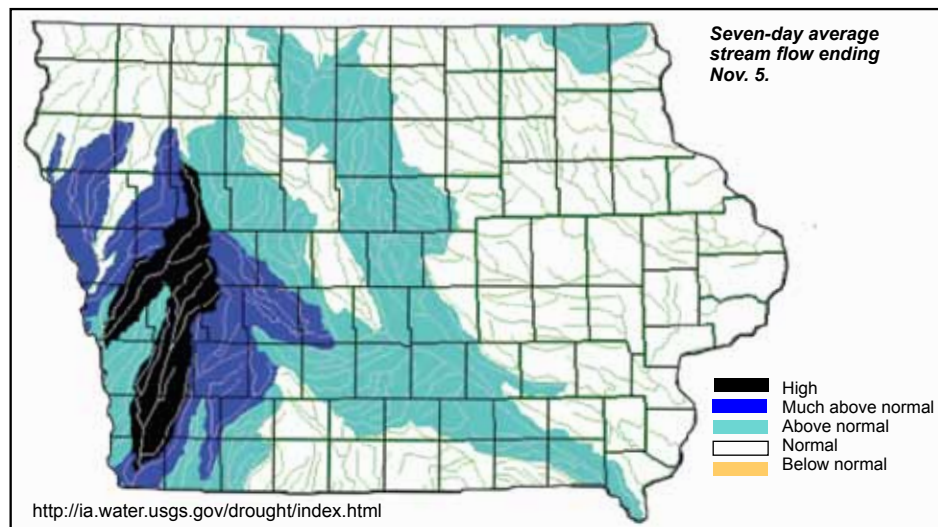 Seven-day average
stream flow ending
Nov. 5.
High
Much above normal
Above normal
Normal
Below normal
http://ia.water.usgs.gov/drought/index.html